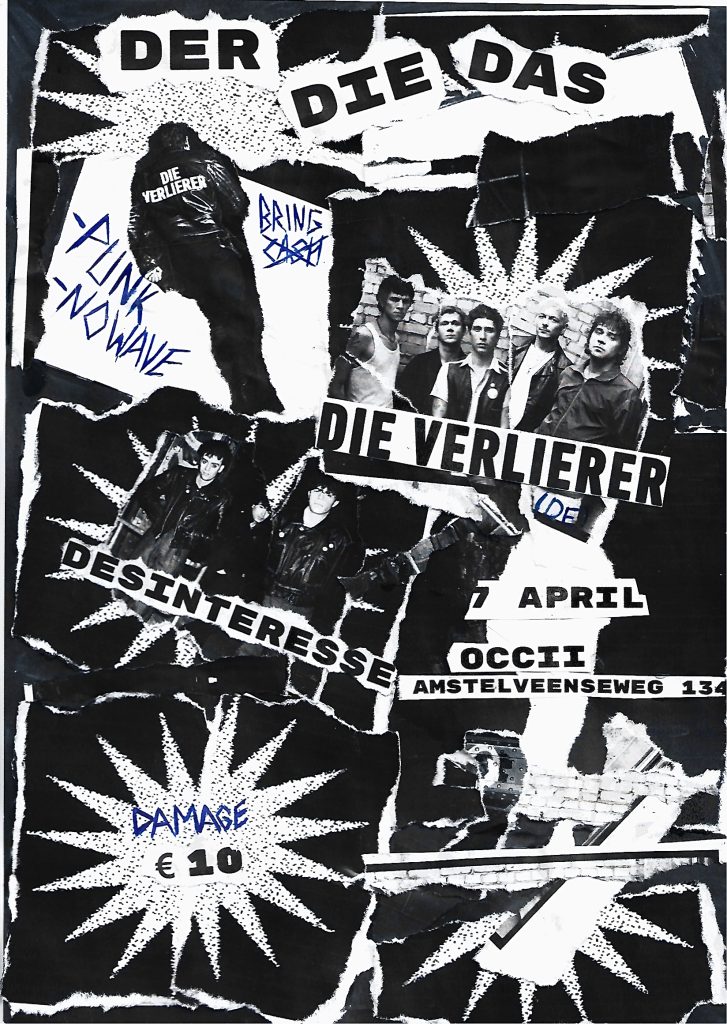 DER DIE DAS
DIE
VERLIERER
BRING
CASH
-PUNK
-NO WAVE
DIE VERLIERER
(DE)
DESINTERESSE
7 APRIL
OCCII
AMSTELVEENSEWEG 134
DAMAGE
€ 10